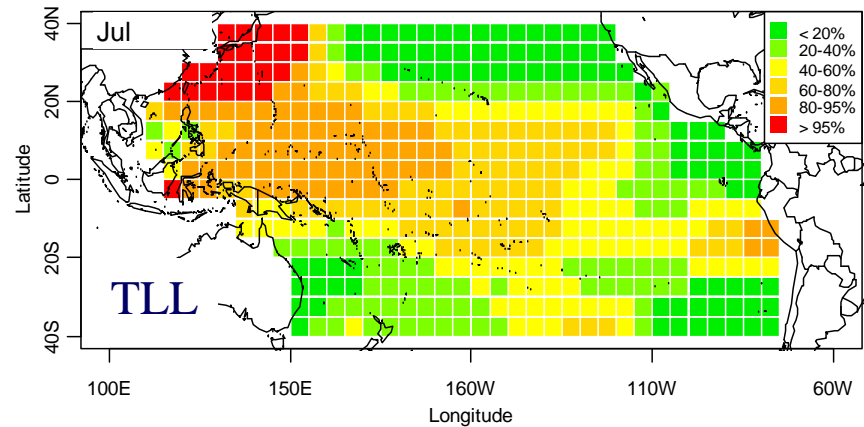 Jul
< 20%
20-40%
40-60%
60-80%
80-95%
> 95%
40N
20N
0
20S
40S
Latitude
TLL
100E
150E
160W
110W
60W
Longitude